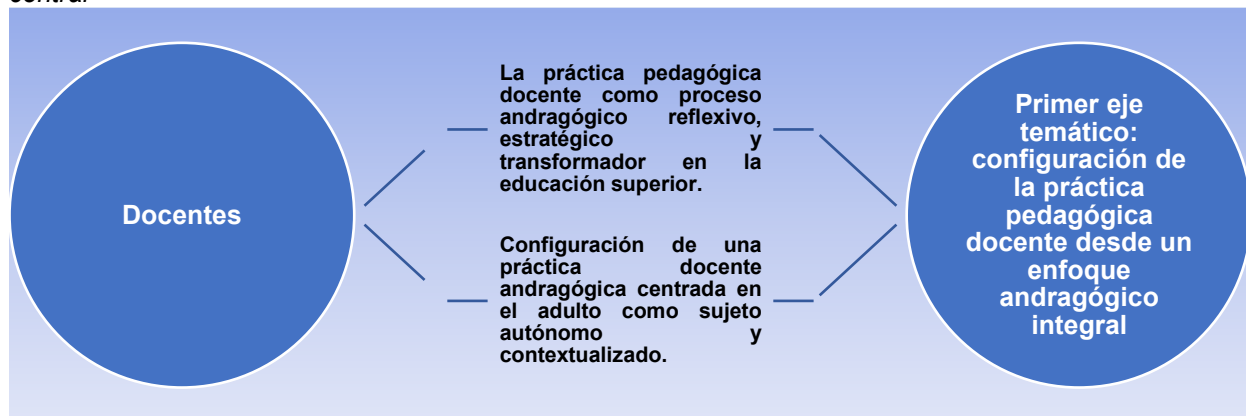 central
Docentes
La práctica pedagógica
docente como proceso
andragógico reflexivo,
estratégico y
transformador en la
educación superior.
Configuración de una
práctica docente
andragógica centrada en
el adulto como sujeto
autónomo y
contextualizado.
Primer eje
temático:
configuración de
la práctica
pedagógica
docente desde un
enfoque
andragógico
integral